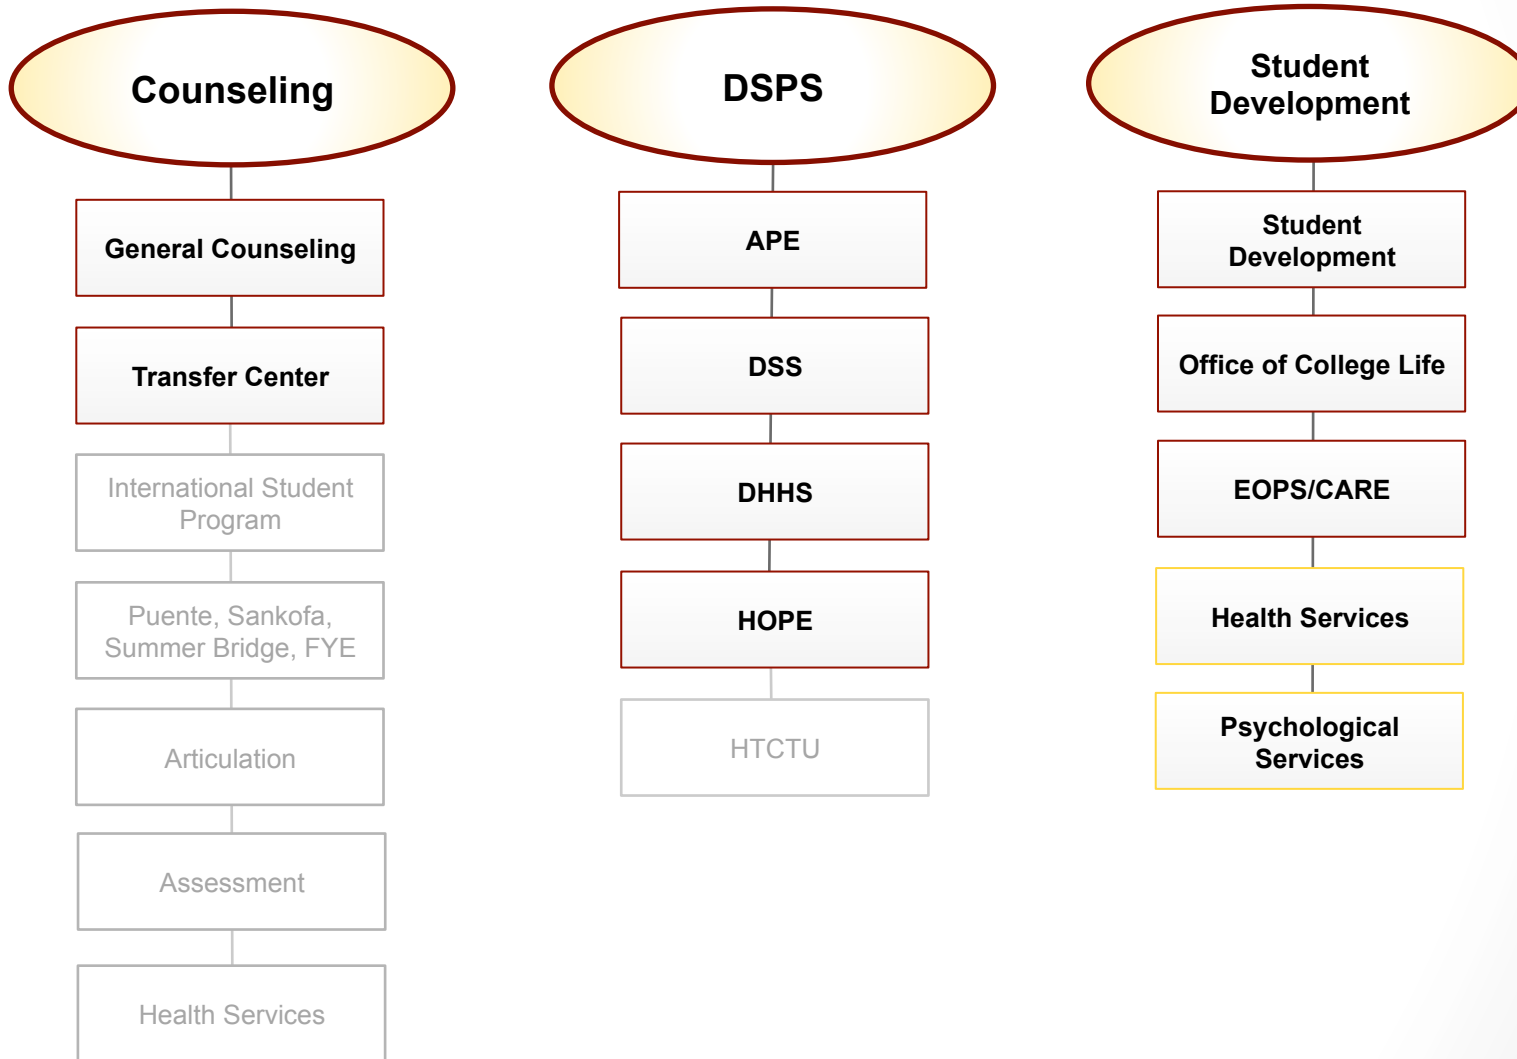 Counseling
General Counseling
Transfer Center
International Student
Program
Puente, Sankofa,
Summer Bridge, FYE
Articulation
Assessment
Health Services
DSPS
APE
DSS
DHHS
HOPE
HTCTU
Student
Development
Student
Development
Office of College Life
EOPS/CARE
Health Services
Psychological
Services